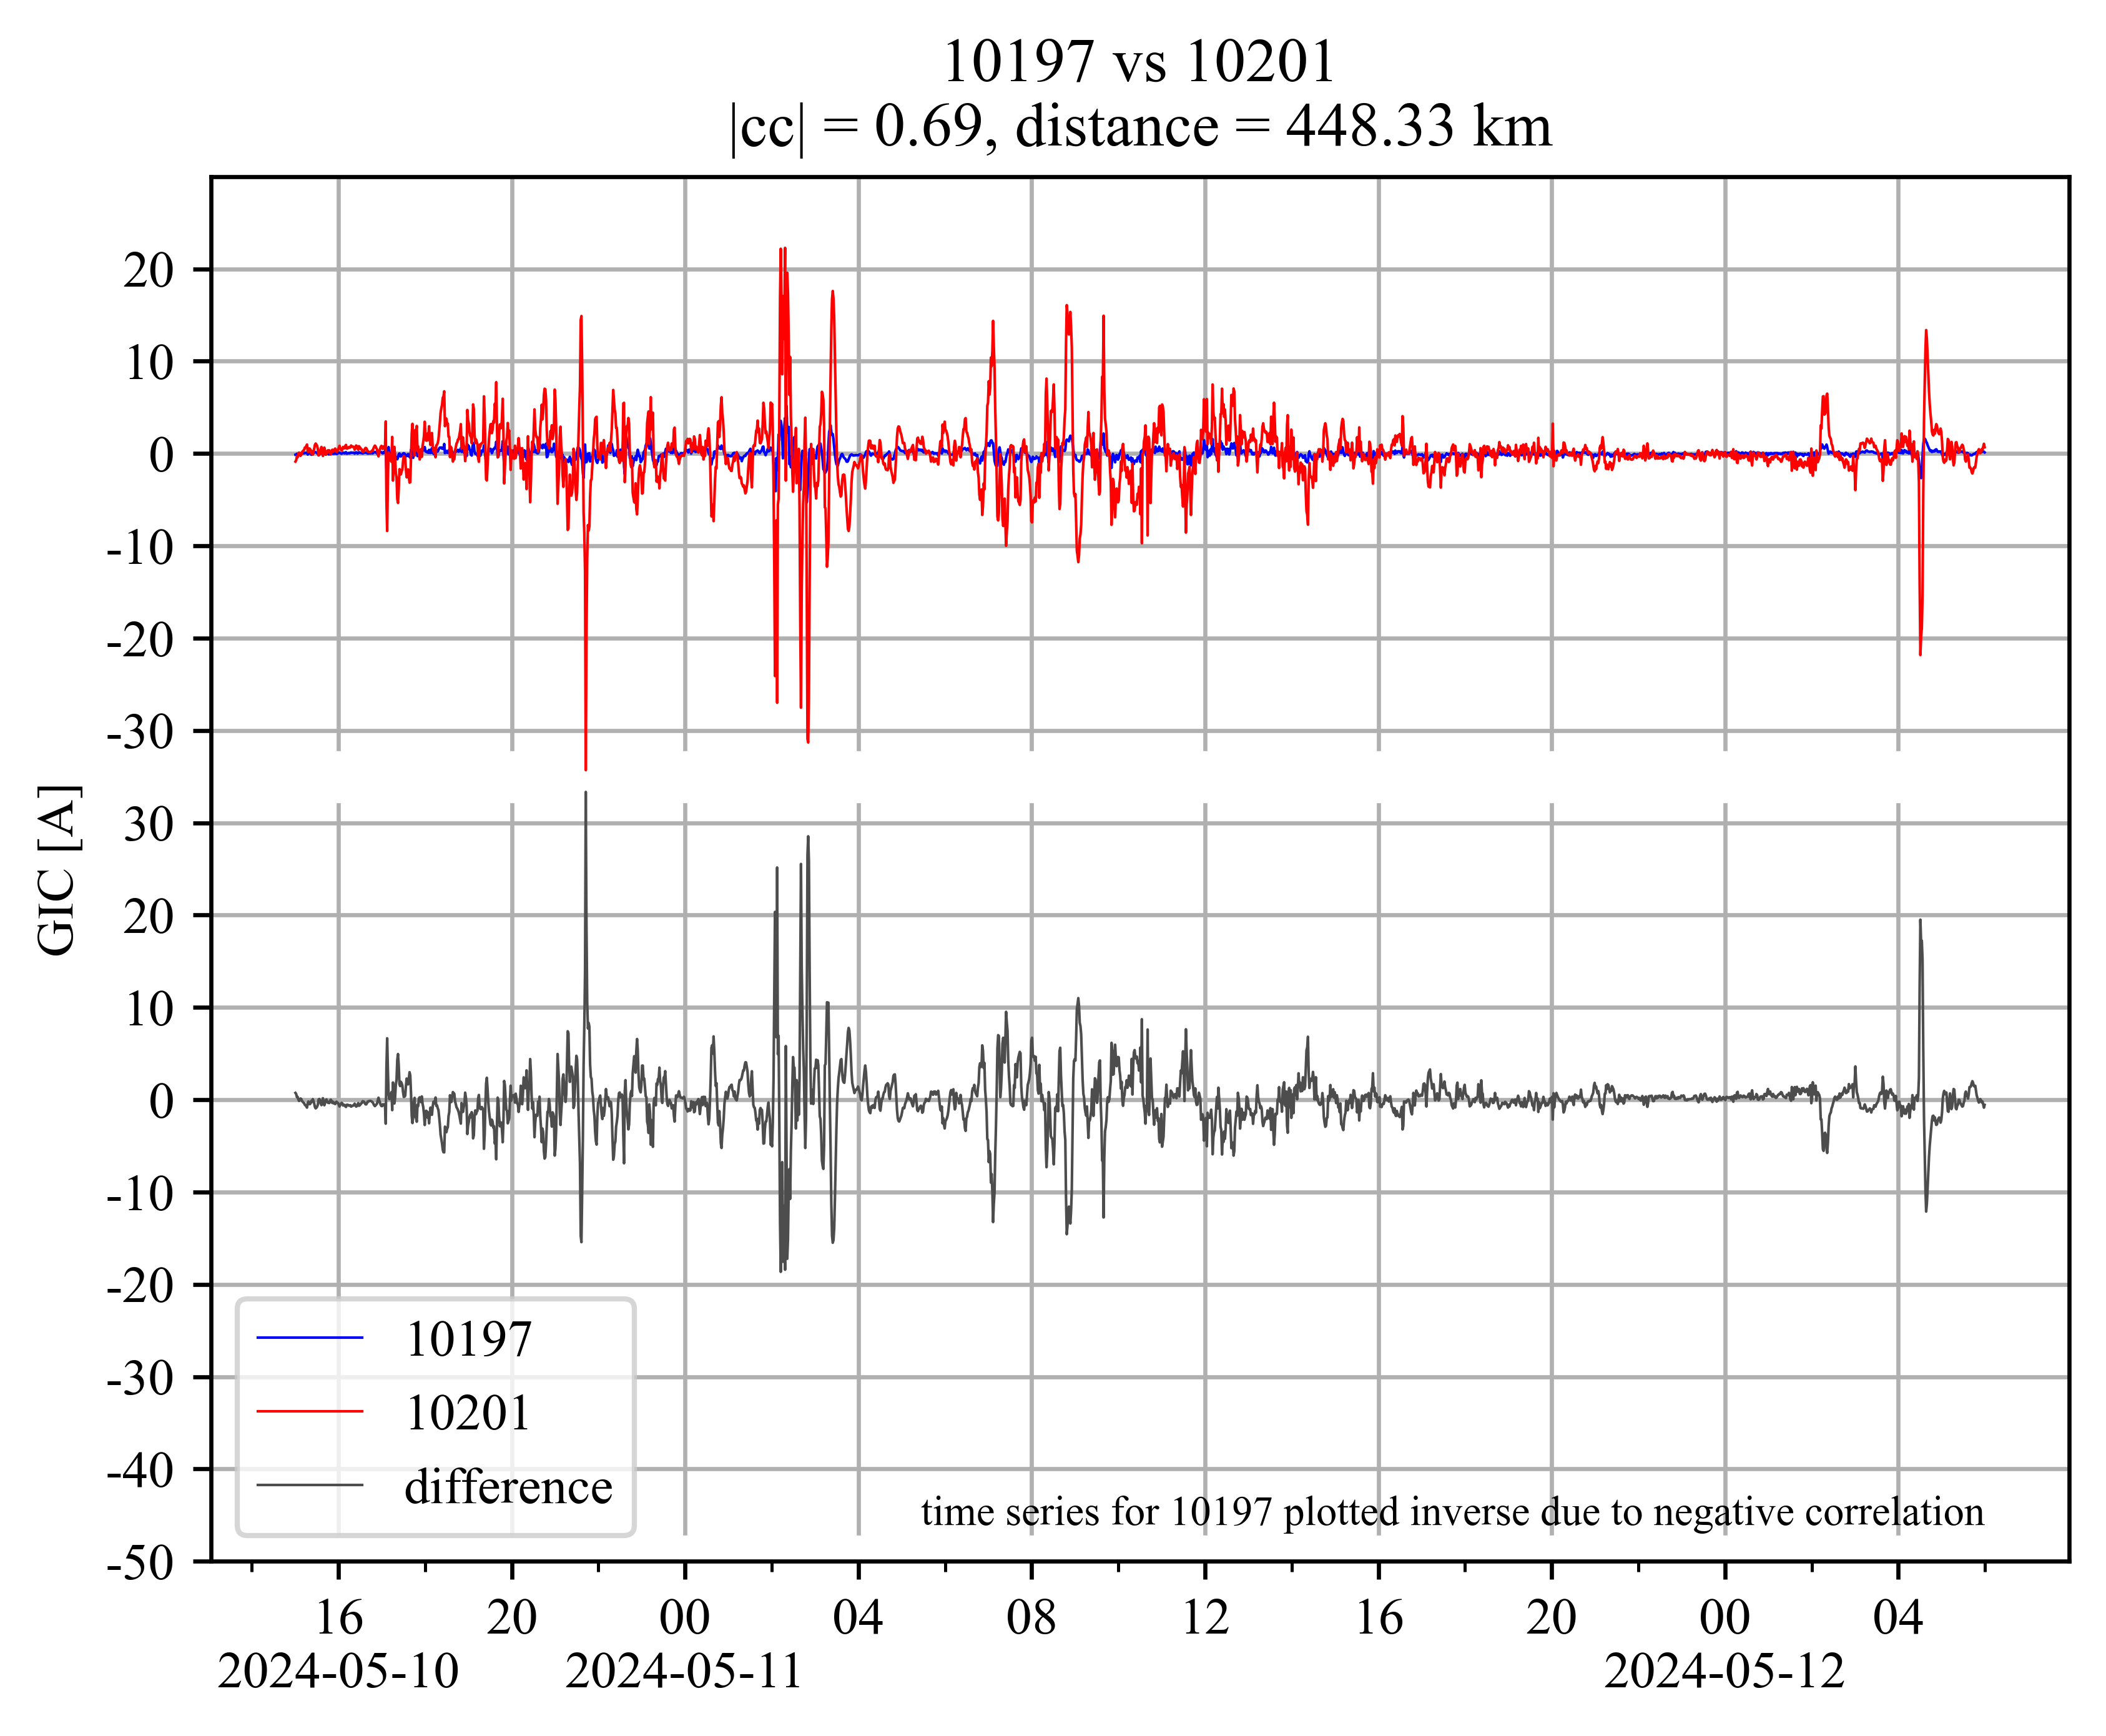 10197 vs 10201
|cc| = 0.69, distance = 448.33 km
GIC [A]
20
10
0
-10
-20
-30
30
20
10
0
-10
-20
-30
-40
-50
10197
10201
difference
time series for 10197 plotted inverse due to negative correlation
16 20 00 04 08 12 16 20 00 04
2024-05-10 2024-05-11 2024-05-12